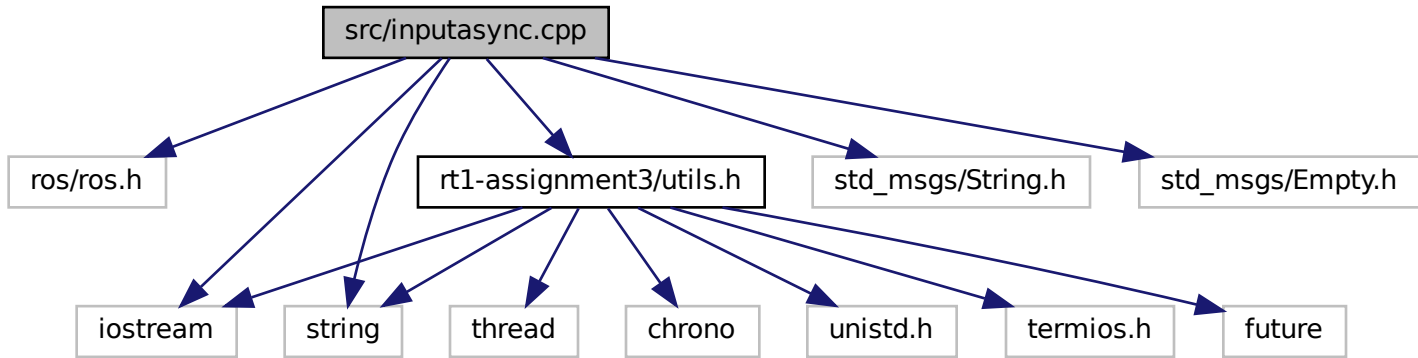 src/inputasync.cpp
ros/ros.h
rt1-assignment3/utils.h
std_msgs/String.h
std_msgs/Empty.h
iostream
string
thread
chrono
unistd.h
termios.h
future